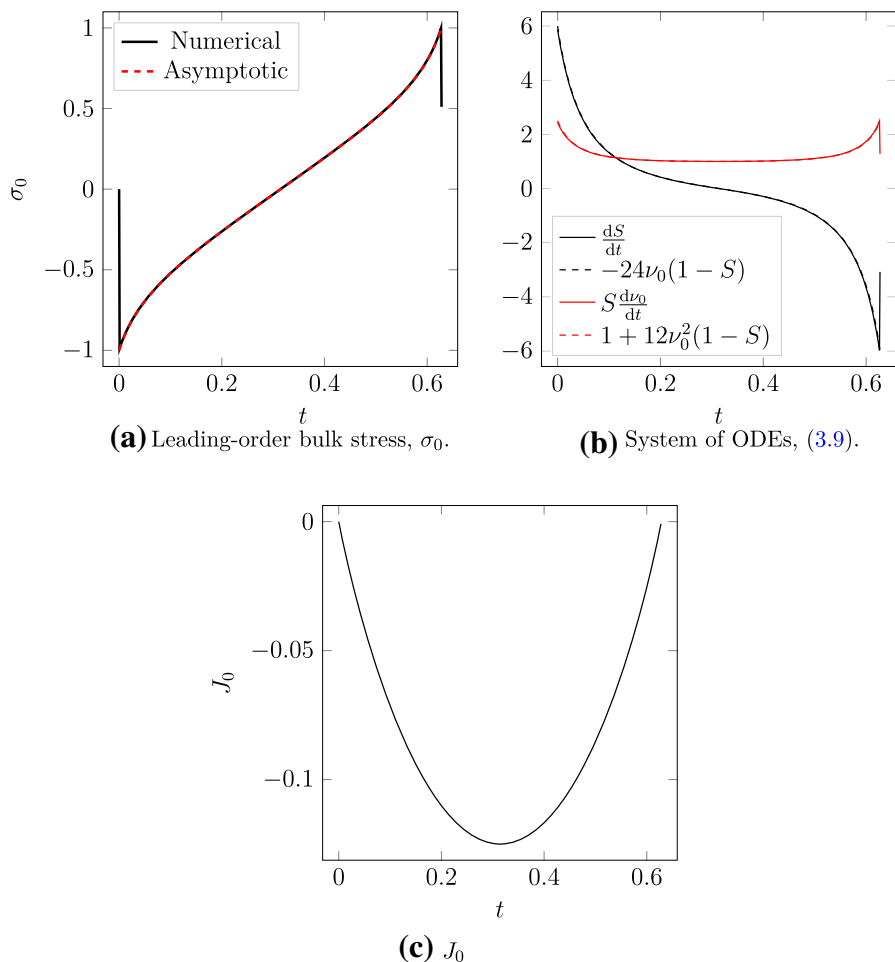 1
0.5
0
−0.5
−1
σ₀
Numerical
Asymptotic
0
0.2
0.4
0.6
t
(a) Leading-order bulk stress, σ₀.
6
4
2
0
−2
−4
−6
dS/dt
−24ν₀(1 − S)
S dν₀/dt
1 + 12ν₀²(1 − S)
0
0.2
0.4
0.6
t
(b) System of ODEs, (3.9).
0
−0.05
−0.1
J₀
0
0.2
0.4
0.6
t
(c) J₀